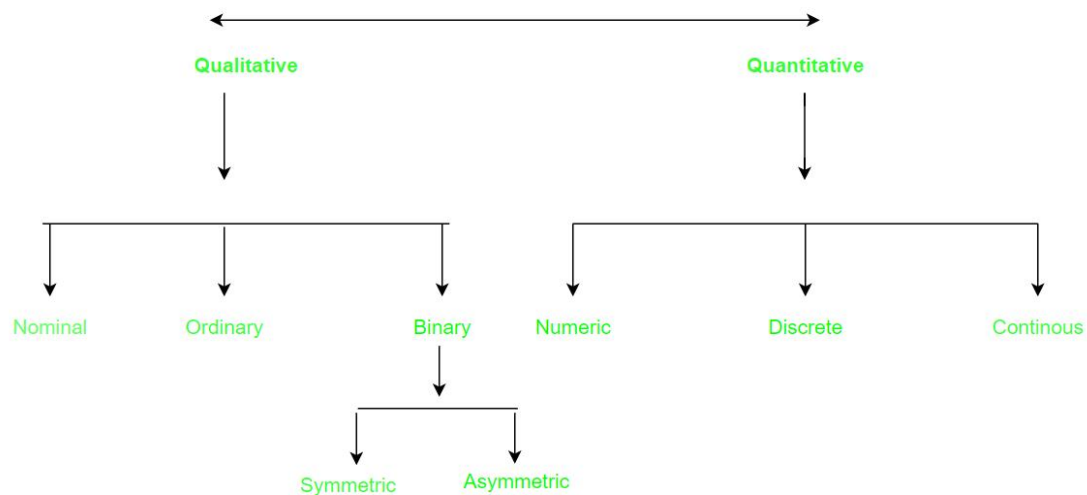 Qualitative
Quantitative
Nominal
Ordinary
Binary
Numeric
Discrete
Continous
Symmetric
Asymmetric